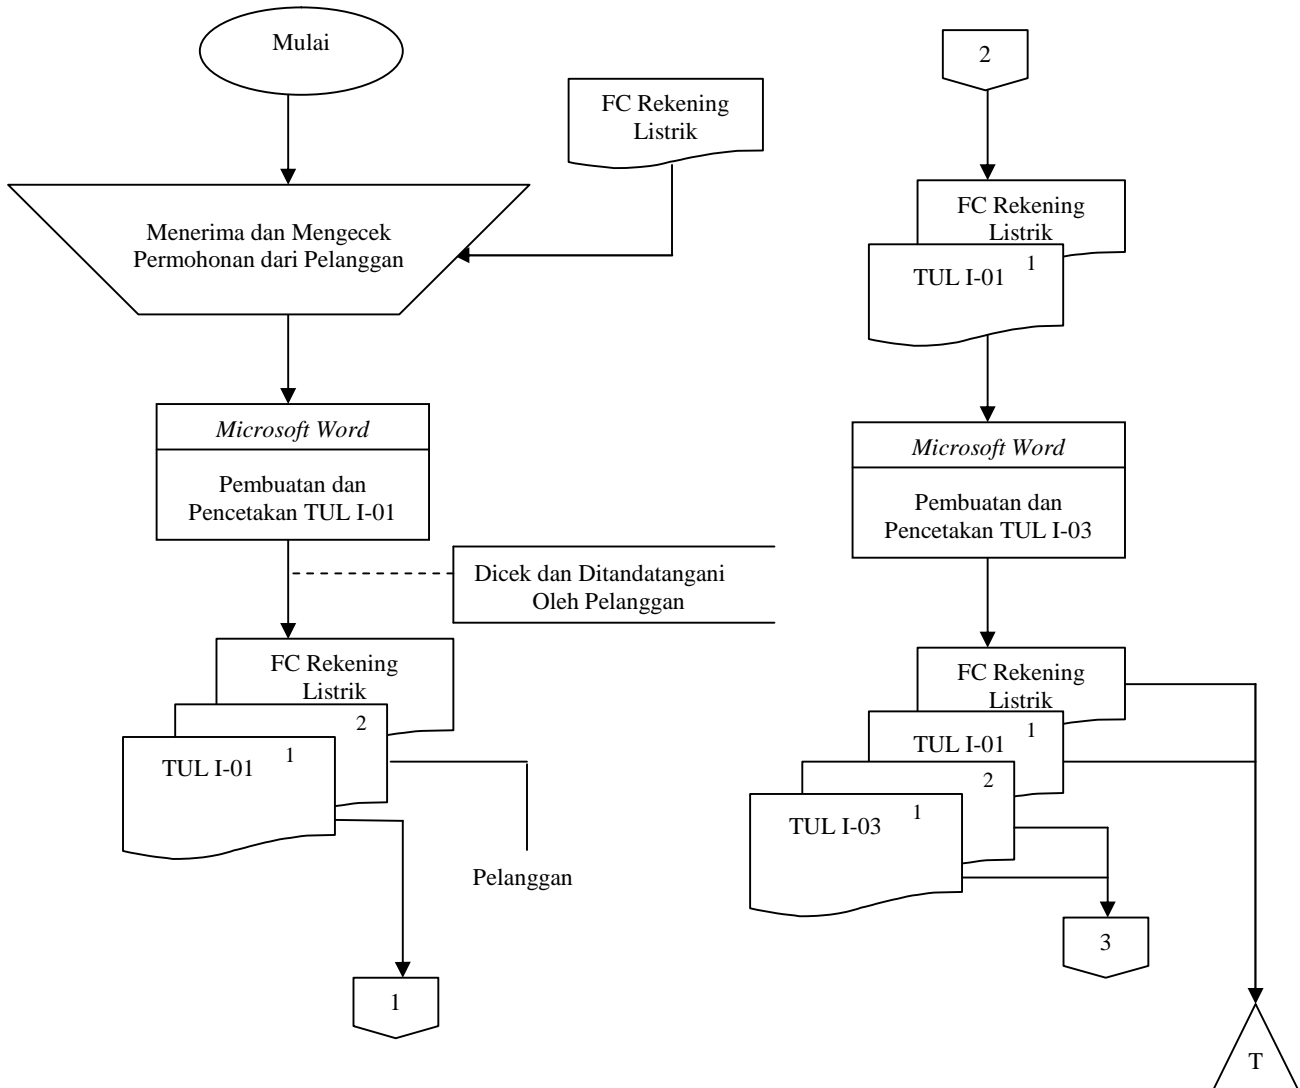 Mulai
FC Rekening
Listrik
Menerima dan Mengecek
Permohonan dari Pelanggan
Microsoft Word
Pembuatan dan
Pencetakan TUL I-01
Dicek dan Ditandatangani
Oleh Pelanggan
FC Rekening
Listrik
2
TUL I-01 1
Pelanggan
1
2
FC Rekening
Listrik
TUL I-01 1
Microsoft Word
Pembuatan dan
Pencetakan TUL I-03
FC Rekening
Listrik
TUL I-01 1
2
TUL I-03 1
3
T